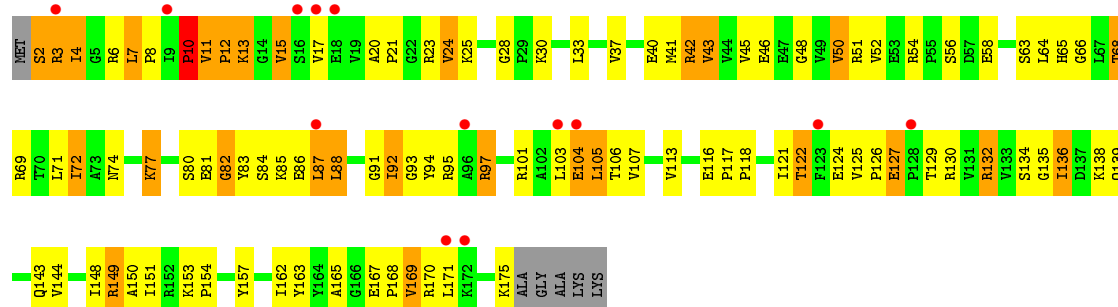 MET S2 R3 I4 G5 R6 L7 P8 I9 P10 V11 P12 K13 G14 V15 S16 V17 E18 V19 A20 P21 G22 R23 V24 K25 G28 P29 K30 L33 V37 E40 M41 R42 V43 V44 V45 E46 E47 G48 V49 V50 R51 V52 E53 R54 P55 S56 D57 E58 S63 L64 H65 G66 L67 T68
R69 T70 L71 I72 A73 N74 K77 S80 E81 G82 Y83 S84 K85 E86 L87 L88 G91 I92 G93 Y94 R95 A96 R97 R101 A102 L103 E104 L105 T106 V107 V113 E116 P117 P118 I121 T122 F123 E124 V125 P126 E127 P128 T129 R130 V131 R132 V133 S134 G135 I136 D137 K138 Q139
Q143 V144 I148 R149 A150 I151 R152 K153 P154 Y157 I162 Y163 Y164 A165 G166 E167 P168 V169 R170 L171 K172 K175 ALA GLY ALA LYS LYS